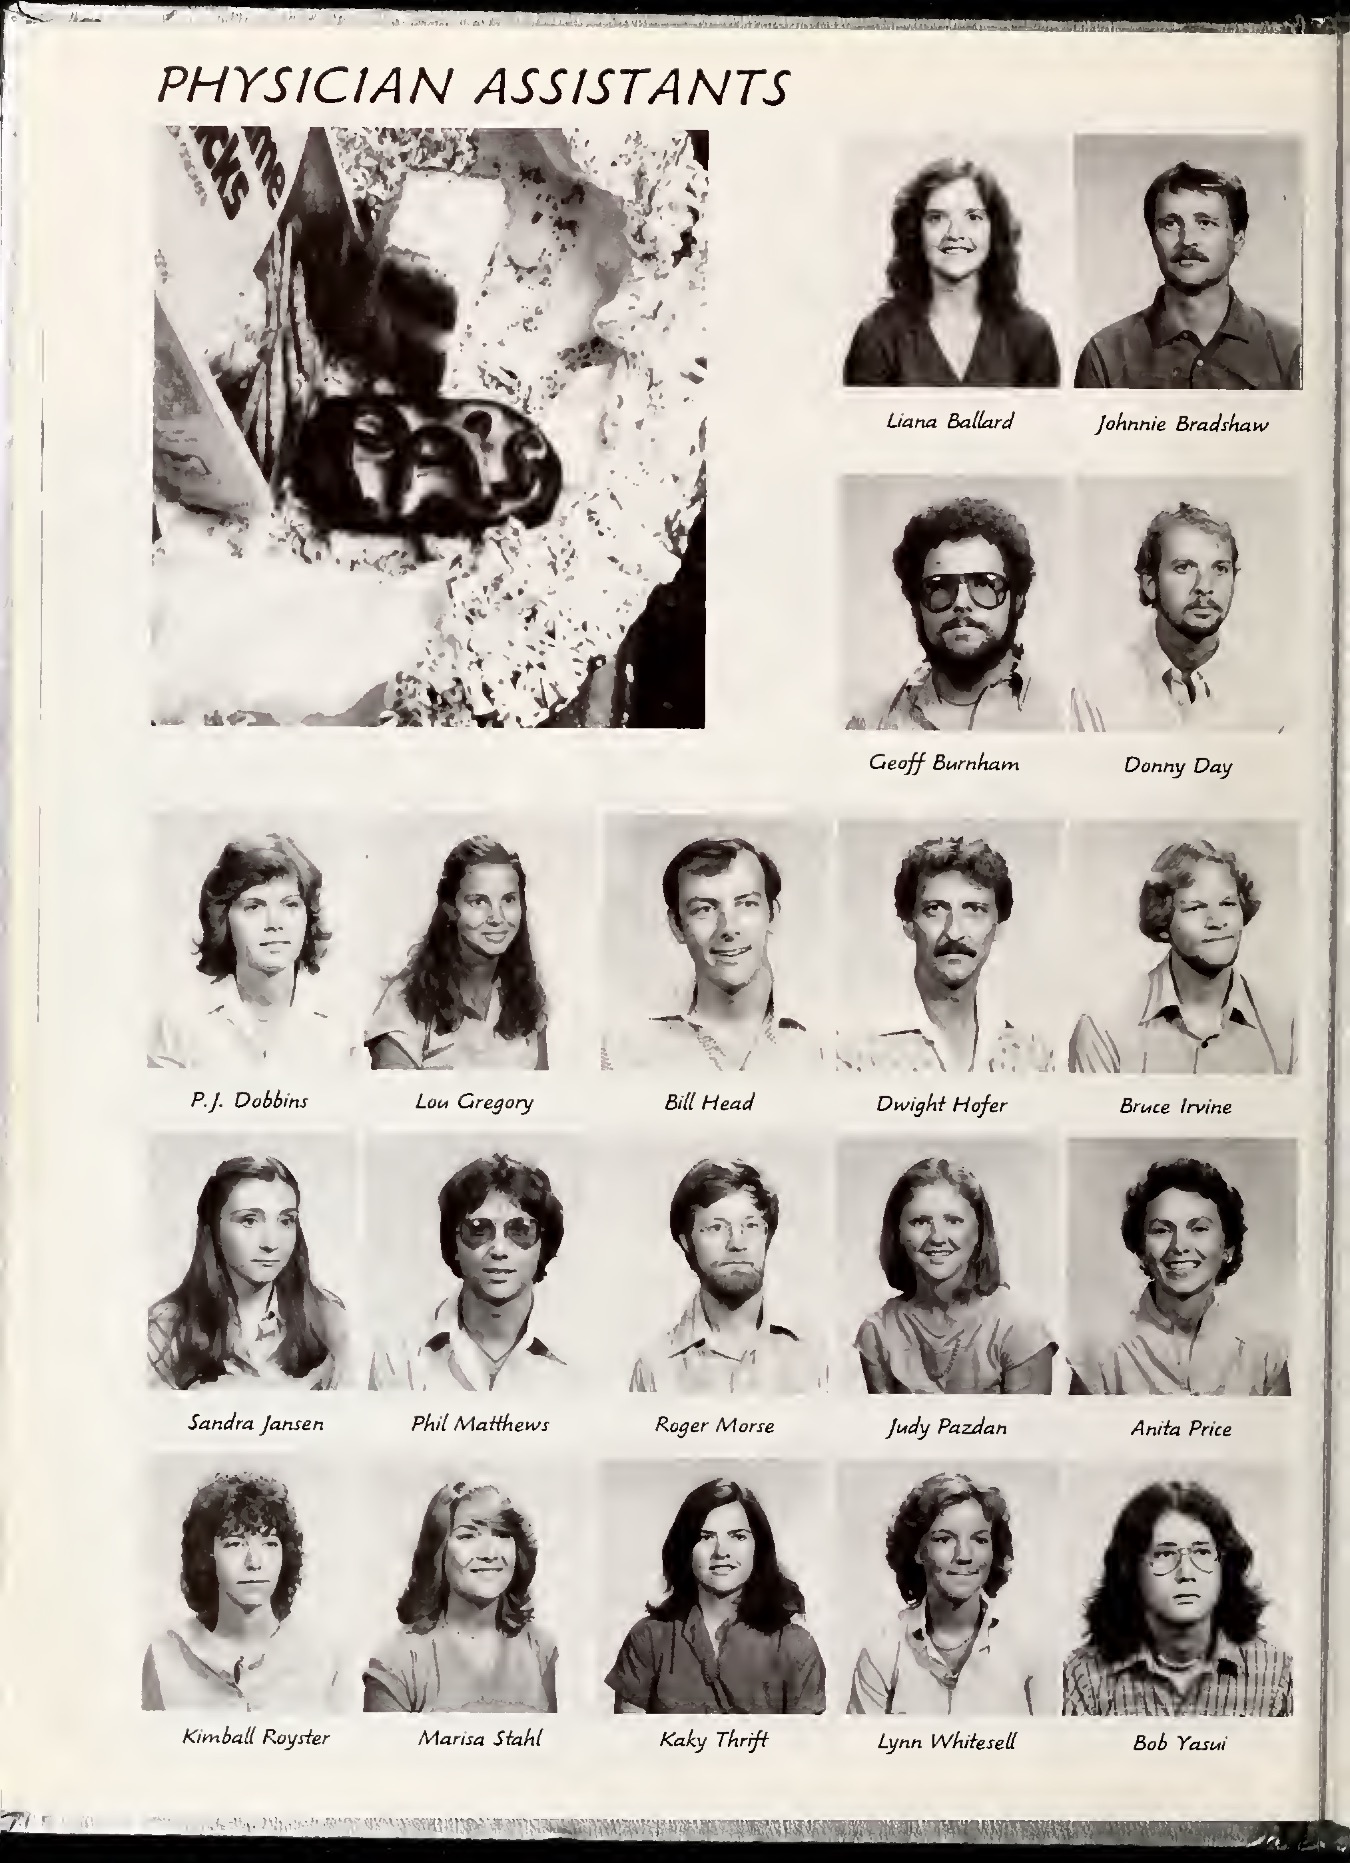 PHYSICIAN ASSISTANTS
Liana Ballard
Johnnie Bradshaw
Geoff Burnham
Donny Day
P.J. Dobbins
Lou Gregory
Bill Head
Dwight Hofer
Bruce Irvine
Sandra Jansen
Phil Matthews
Roger Morse
Judy Pazdan
Anita Price
Kimball Royster
Marisa Stahl
Kaky Thrift
Lynn Whitesell
Bob Yasui